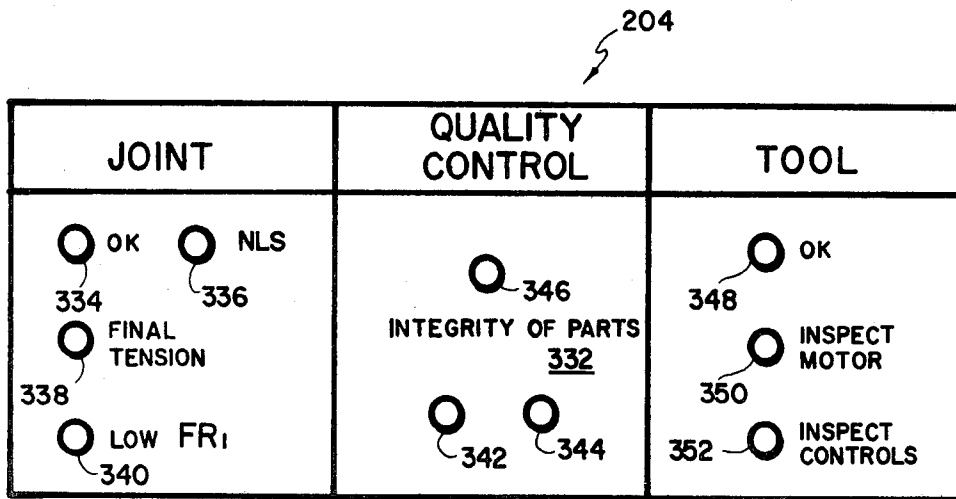 204
JOINT
QUALITY
CONTROL
TOOL
OK
NLS
334
336
FINAL
TENSION
338
LOW FR1
340
346
INTEGRITY OF PARTS
332
342
344
OK
348
INSPECT
MOTOR
350
352
INSPECT
CONTROLS